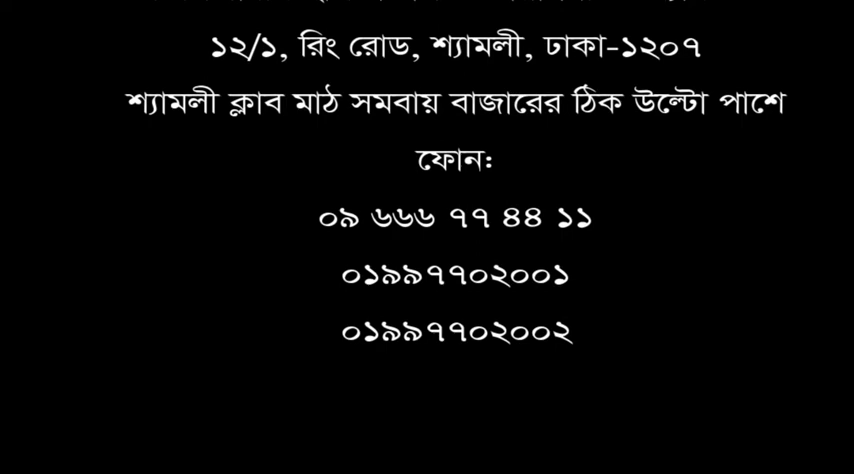 ১২/১, রিং রোড, শ্যামলী, ঢাকা-১২০৭
শ্যামলী ক্লাব মাঠ সমবায় বাজারের ঠিক উল্টো পাশে
ফোন:
০৯ ৬৬৬ ৭৭ ৪৪ ১১
০১৯৯৭৭০২০০১
০১৯৯৭৭০২০০২